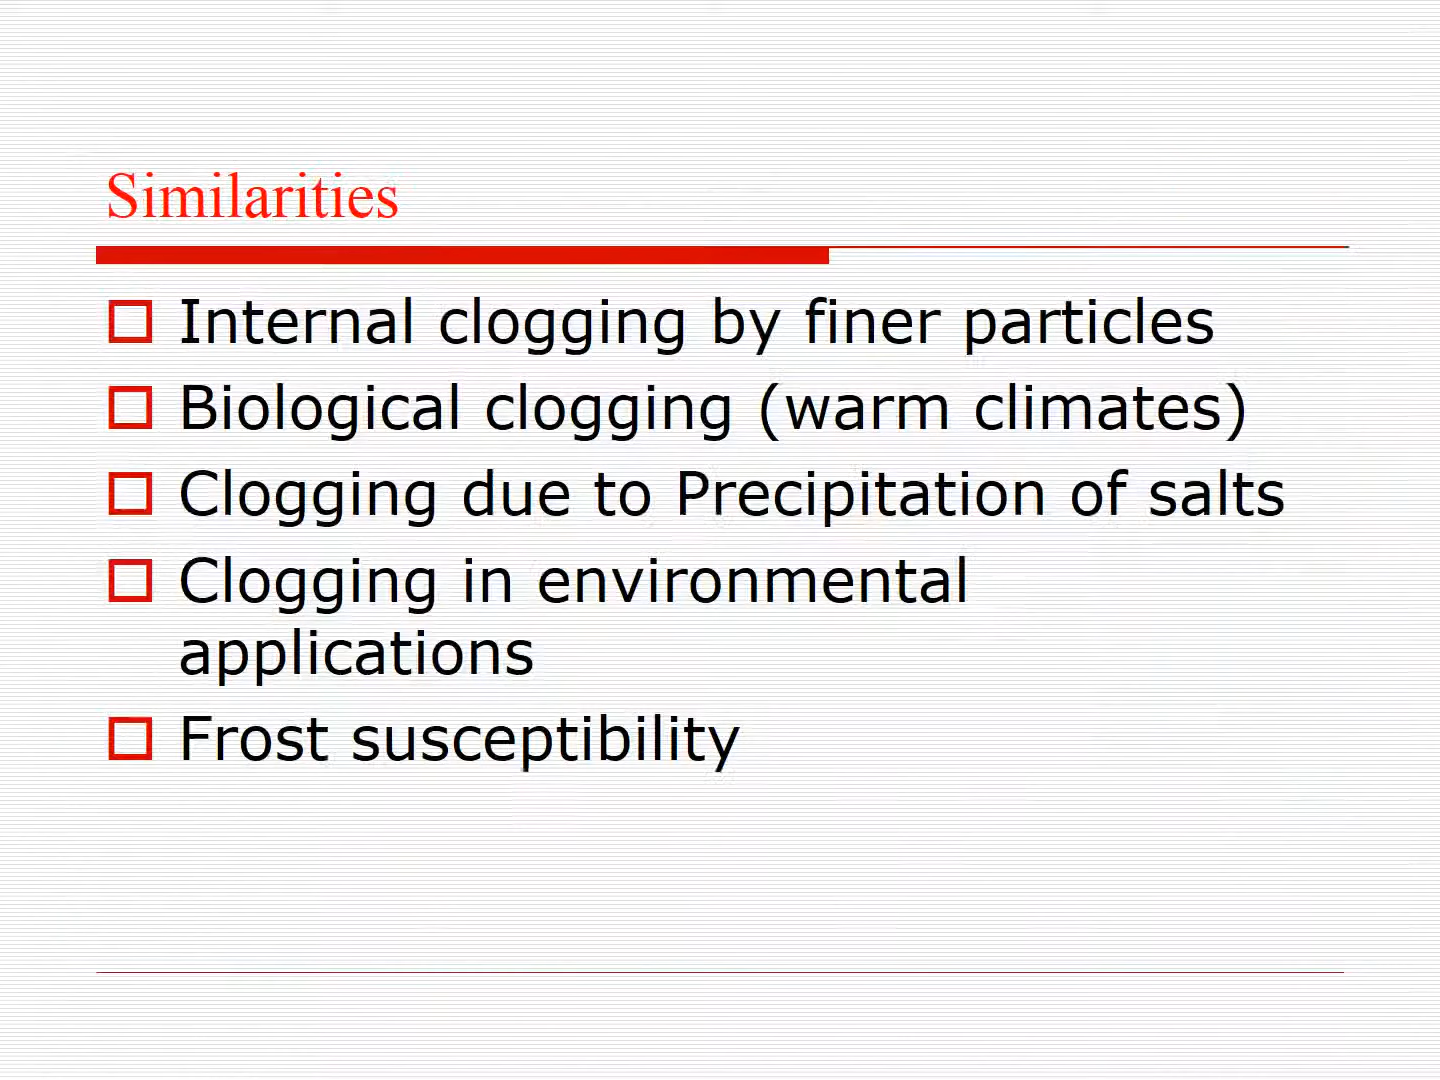 Similarities
Internal clogging by finer particles
Biological clogging (warm climates)
Clogging due to Precipitation of salts
Clogging in environmental
applications
Frost susceptibility